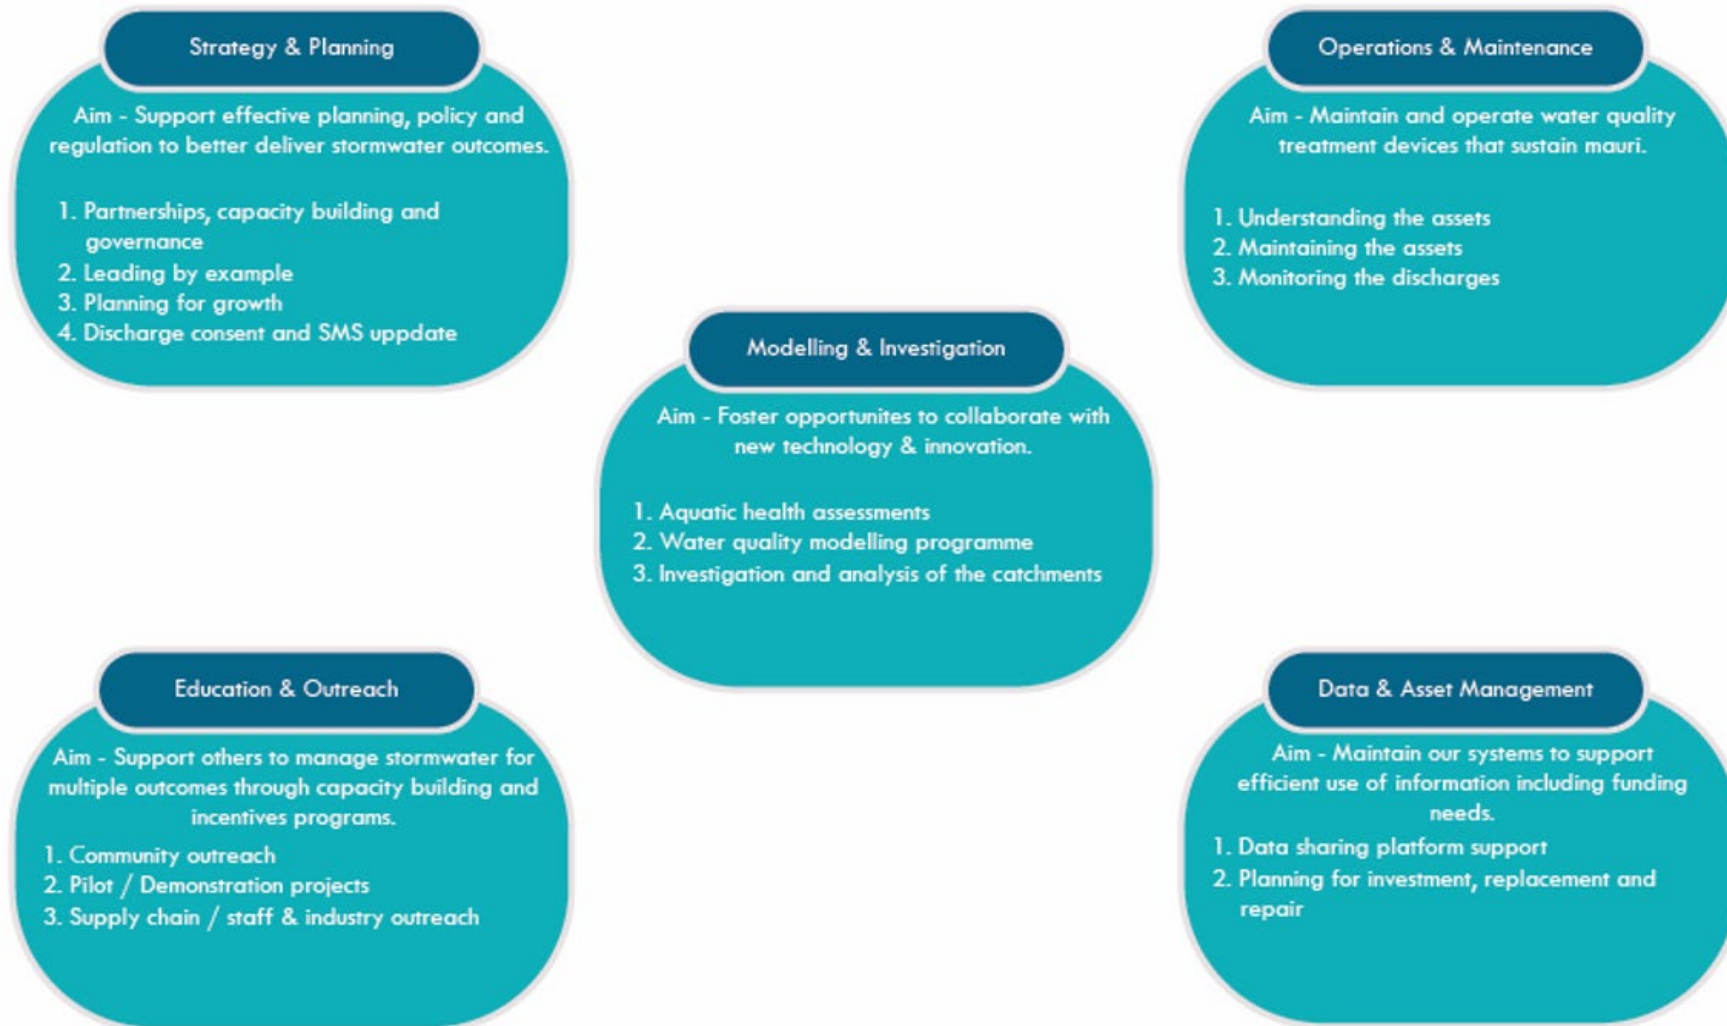 Strategy & Planning
Aim - Support effective planning, policy and
regulation to better deliver stormwater outcomes.
1. Partnerships, capacity building and
governance
2. Leading by example
3. Planning for growth
4. Discharge consent and SMS uppdate
Operations & Maintenance
Aim - Maintain and operate water quality
treatment devices that sustain mauri.
1. Understanding the assets
2. Maintaining the assets
3. Monitoring the discharges
Modelling & Investigation
Aim - Foster opportunites to collaborate with
new technology & innovation.
1. Aquatic health assessments
2. Water quality modelling programme
3. Investigation and analysis of the catchments
Education & Outreach
Aim - Support others to manage stormwater for
multiple outcomes through capacity building and
incentives programs.
1. Community outreach
2. Pilot / Demonstration projects
3. Supply chain / staff & industry outreach
Data & Asset Management
Aim - Maintain our systems to support
efficient use of information including funding
needs.
1. Data sharing platform support
2. Planning for investment, replacement and
repair